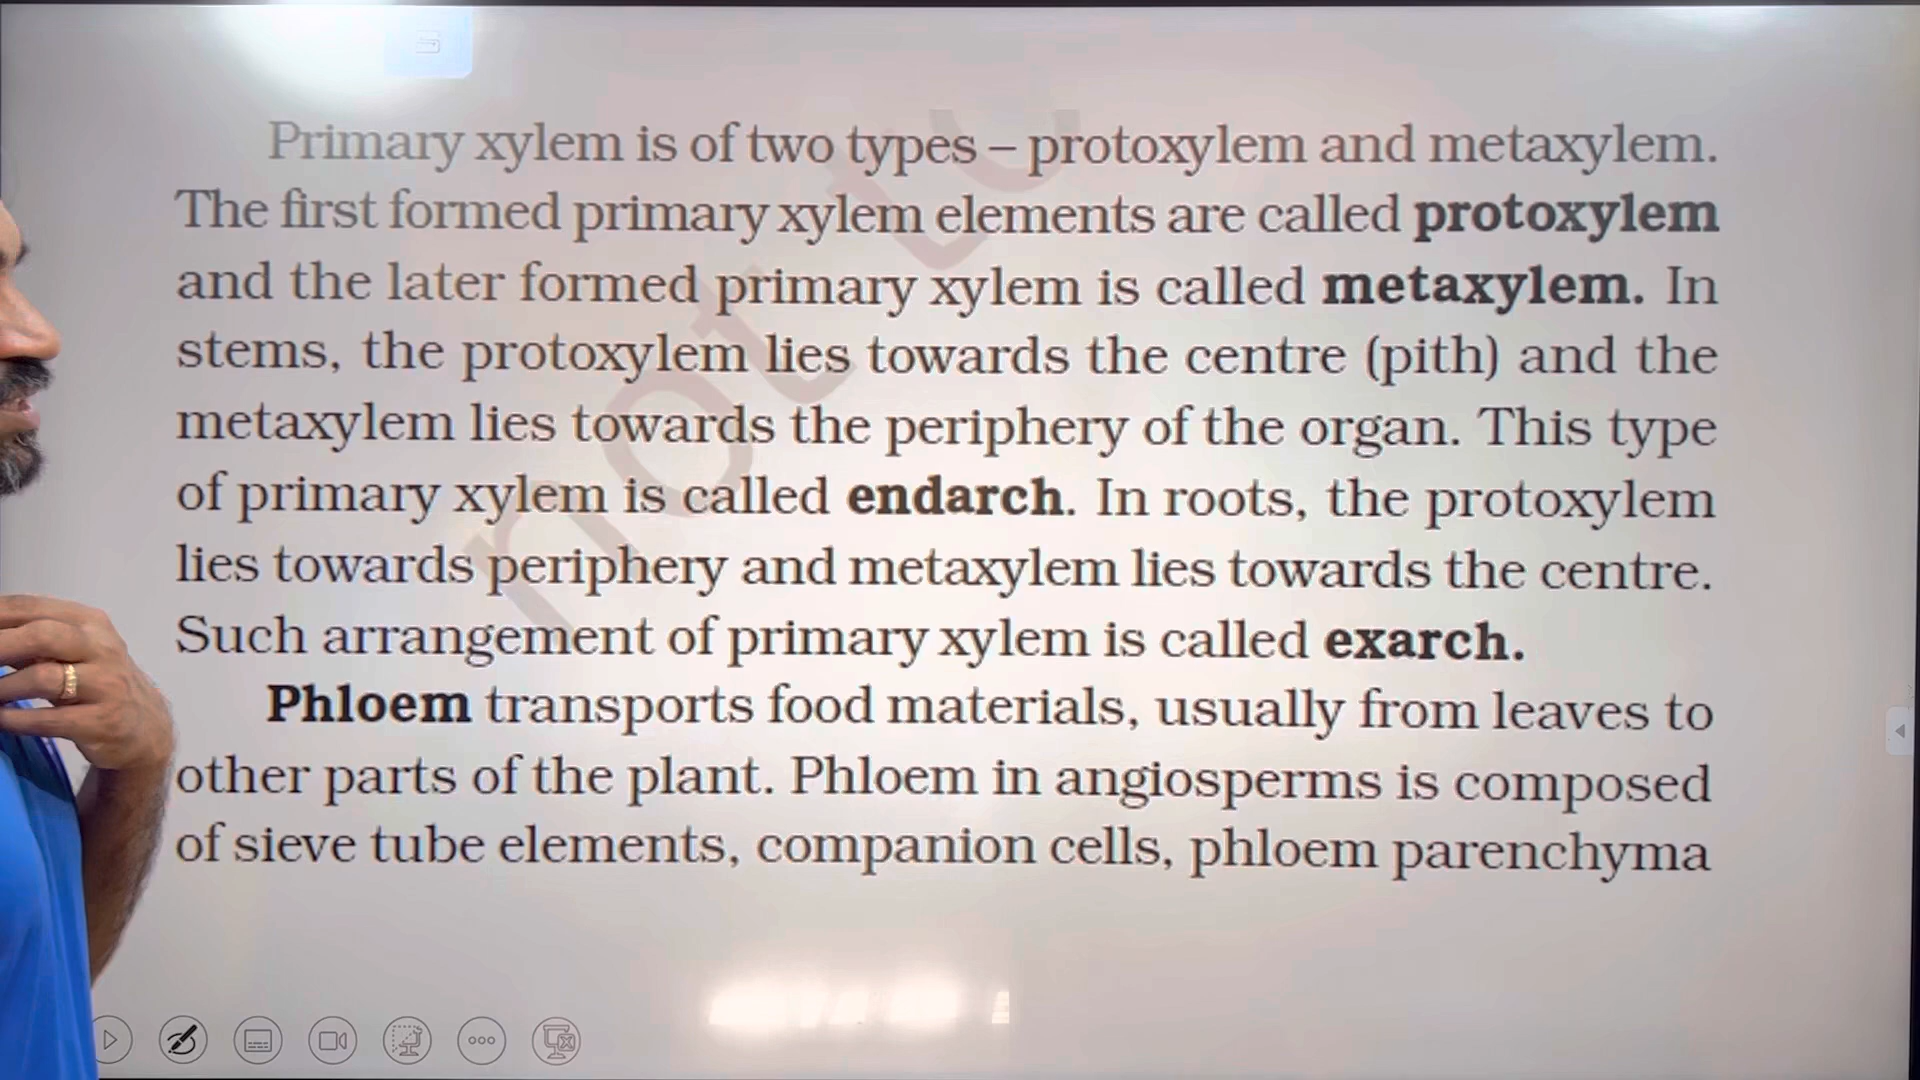 Primary xylem is of two types – protoxylem and metaxylem.
The first formed primary xylem elements are called protoxylem
and the later formed primary xylem is called metaxylem. In
stems, the protoxylem lies towards the centre (pith) and the
metaxylem lies towards the periphery of the organ. This type
of primary xylem is called endarch. In roots, the protoxylem
lies towards periphery and metaxylem lies towards the centre.
Such arrangement of primary xylem is called exarch.
Phloem transports food materials, usually from leaves to
other parts of the plant. Phloem in angiosperms is composed
of sieve tube elements, companion cells, phloem parenchyma
not to